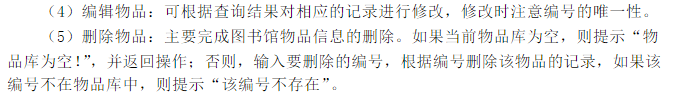 （4）编辑物品：可根据查询结果对相应的记录进行修改，修改时注意编号的唯一性。
（5）删除物品：主要完成图书馆物品信息的删除。如果当前物品库为空，则提示“物
品库为空！”，并返回操作；否则，输入要删除的编号，根据编号删除该物品的记录，如果该
编号不在物品库中，则提示“该编号不存在”。